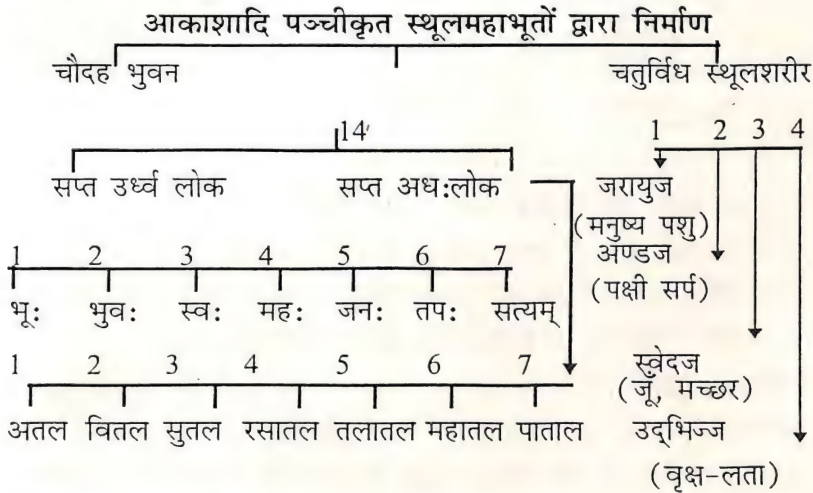 आकाशादि पञ्चीकृत स्थूलमहाभूतों द्वारा निर्माण
चौदह भुवन चतुर्विध स्थूलशरीर
14 1 2 3 4
सप्त उर्ध्व लोक सप्त अध:लोक जरायुज
(मनुष्य पशु)
1 2 3 4 5 6 7 अण्डज
(पक्षी सर्प)
भू: भुव: स्व: मह: जन: तप: सत्यम्
1 2 3 4 5 6 7 स्वेदज
(जूँ, मच्छर)
अतल वितल सुतल रसातल तलातल महातल पाताल उद्भिज्ज
(वृक्ष-लता)